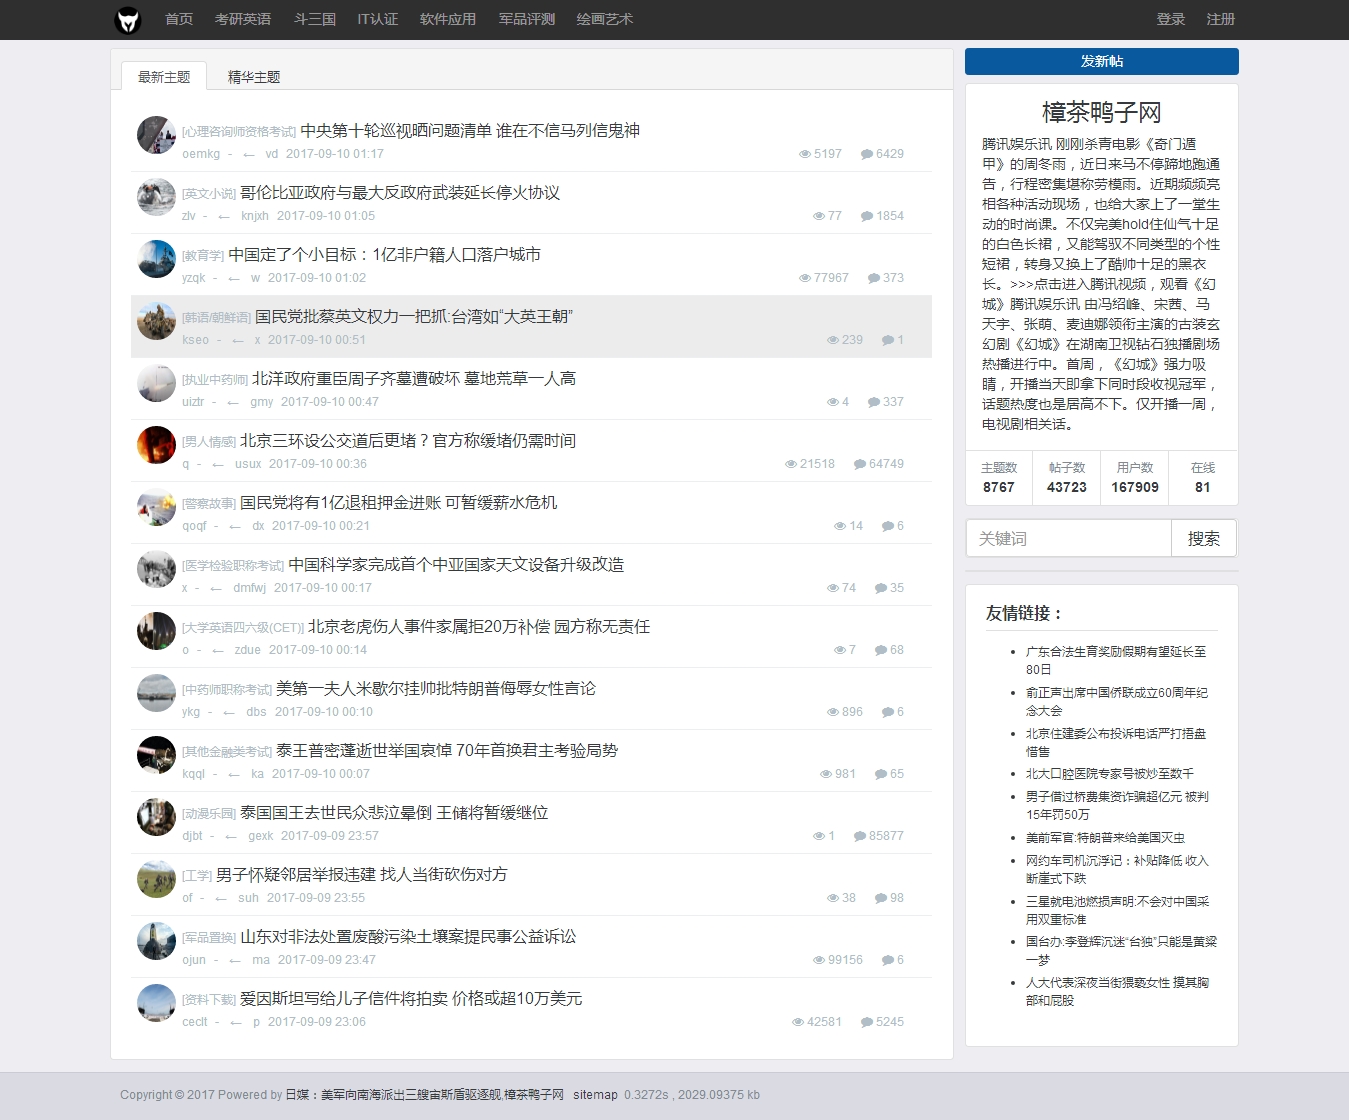 首页 考研英语 斗三国 IT认证 软件应用 军品评测 绘画艺术 登录 注册
最新主题 精华主题
[心理咨询师资格考试] 中央第十轮巡视晒问题清单 谁在不信马列信鬼神
oemkg - ← vd 2017-09-10 01:17 5197 6429
[英文小说] 哥伦比亚政府与最大反政府武装延长停火协议
zlv - ← knjxh 2017-09-10 01:05 77 1854
[教育学] 中国定了个小目标：1亿非户籍人口落户城市
yzqk - ← w 2017-09-10 01:02 77967 373
[韩语/朝鲜语] 国民党批蔡英文权力一把抓:台湾如“大英王朝”
kseo - ← x 2017-09-10 00:51 239 1
[执业中药师] 北洋政府重臣周子齐墓遭破坏 墓地荒草一人高
uiztr - ← gmy 2017-09-10 00:47 4 337
[男人情感] 北京三环设公交道后更堵？官方称缓堵仍需时间
q - ← usux 2017-09-10 00:36 21518 64749
[警察故事] 国民党将有1亿退租押金进账 可暂缓薪水危机
qoqf - ← dx 2017-09-10 00:21 14 6
[医学检验职称考试] 中国科学家完成首个中亚国家天文设备升级改造
x - ← dmfwj 2017-09-10 00:17 74 35
[大学英语四六级(CET)] 北京老虎伤人事件家属拒20万补偿 园方称无责任
o - ← zdue 2017-09-10 00:14 7 68
[中药师职称考试] 美第一夫人米歇尔挂帅批特朗普侮辱女性言论
ykg - ← dbs 2017-09-10 00:10 896 6
[其他金融类考试] 泰王普密蓬逝世举国哀悼 70年首换君主考验局势
kqql - ← ka 2017-09-10 00:07 981 65
[动漫乐园] 泰国国王去世民众悲泣晕倒 王储将暂缓继位
djbt - ← gexk 2017-09-09 23:57 1 85877
[工学] 男子怀疑邻居举报违建 找人当街砍伤对方
of - ← suh 2017-09-09 23:55 38 98
[军品置换] 山东对非法处置废酸污染土壤案提民事公益诉讼
ojun - ← ma 2017-09-09 23:47 99156 6
[资料下载] 爱因斯坦写给儿子信件将拍卖 价格或超10万美元
ceclt - ← p 2017-09-09 23:06 42581 5245
发新帖
樟茶鸭子网
腾讯娱乐讯 刚刚杀青电影《奇门遁
甲》的周冬雨，近日来马不停蹄地跑通
告，行程密集堪称劳模雨。近期频频亮
相各种活动现场，也给大家上了一堂生
动的时尚课。不仅完美hold住仙气十足
的白色长裙，又能驾驭不同类型的个性
短裙，转身又换上了酷帅十足的黑衣
长。>>>点击进入腾讯视频，观看《幻
城》腾讯娱乐讯 由冯绍峰、宋茜、马
天宇、张萌、麦迪娜领衔主演的古装玄
幻剧《幻城》在湖南卫视钻石独播剧场
热播进行中。首周，《幻城》强力吸
睛，开播当天即拿下同时段收视冠军，
话题热度也是居高不下。仅开播一周，
电视剧相关话。
主题数 帖子数 用户数 在线
8767 43723 167909 81
关键词 搜索
友情链接：
广东合法生育奖励假期有望延长至
80日
俞正声出席中国侨联成立60周年纪
念大会
北京住建委公布投诉电话严打捂盘
惜售
北大口腔医院专家号被炒至数千
男子借过桥费集资诈骗超亿元 被判
15年罚50万
美前军官:特朗普来给美国灭虫
网约车司机沉浮记：补贴降低 收入
断崖式下跌
三星就电池燃损声明:不会对中国采
用双重标准
国台办:李登辉沉迷“台独”只能是黄粱
一梦
人大代表深夜当街猥亵女性 摸其胸
部和屁股
Copyright © 2017 Powered by 日媒：美军向南海派出三艘宙斯盾驱逐舰,樟茶鸭子网 sitemap 0.3272s , 2029.09375 kb